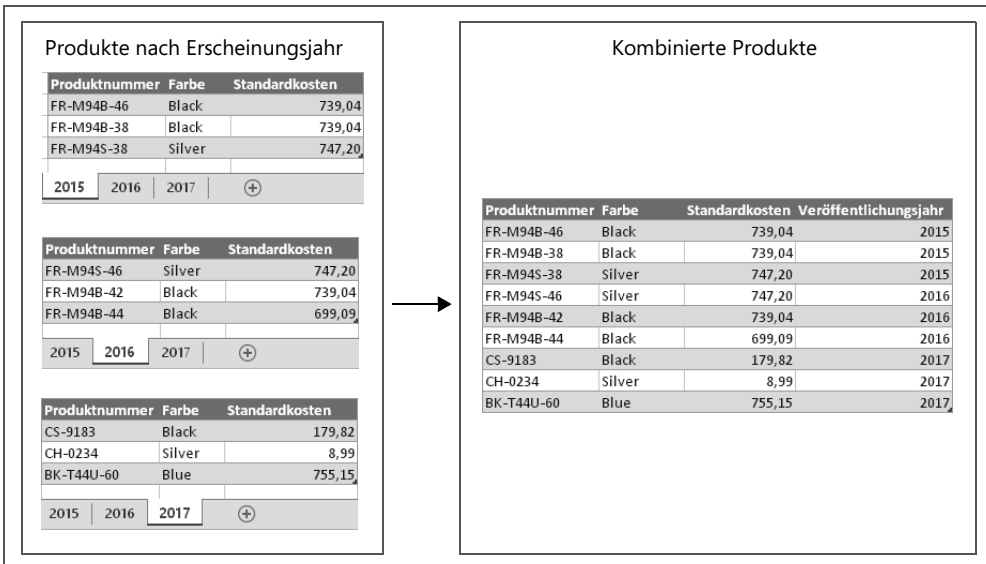 Produkte nach Erscheinungsjahr
Produktnummer Farbe Standardkosten
FR-M94B-46 Black 739,04
FR-M94B-38 Black 739,04
FR-M94S-38 Silver 747,20
2015 2016 2017
Produktnummer Farbe Standardkosten
FR-M94S-46 Silver 747,20
FR-M94B-42 Black 739,04
FR-M94B-44 Black 699,09
2015 2016 2017
Produktnummer Farbe Standardkosten
CS-9183 Black 179,82
CH-0234 Silver 8,99
BK-T44U-60 Blue 755,15
2015 2016 2017
Kombinierte Produkte
Produktnummer Farbe Standardkosten Veröffentlichungsjahr
FR-M94B-46 Black 739,04 2015
FR-M94B-38 Black 739,04 2015
FR-M94S-38 Silver 747,20 2015
FR-M94S-46 Silver 747,20 2016
FR-M94B-42 Black 739,04 2016
FR-M94B-44 Black 699,09 2016
CS-9183 Black 179,82 2017
CH-0234 Silver 8,99 2017
BK-T44U-60 Blue 755,15 2017